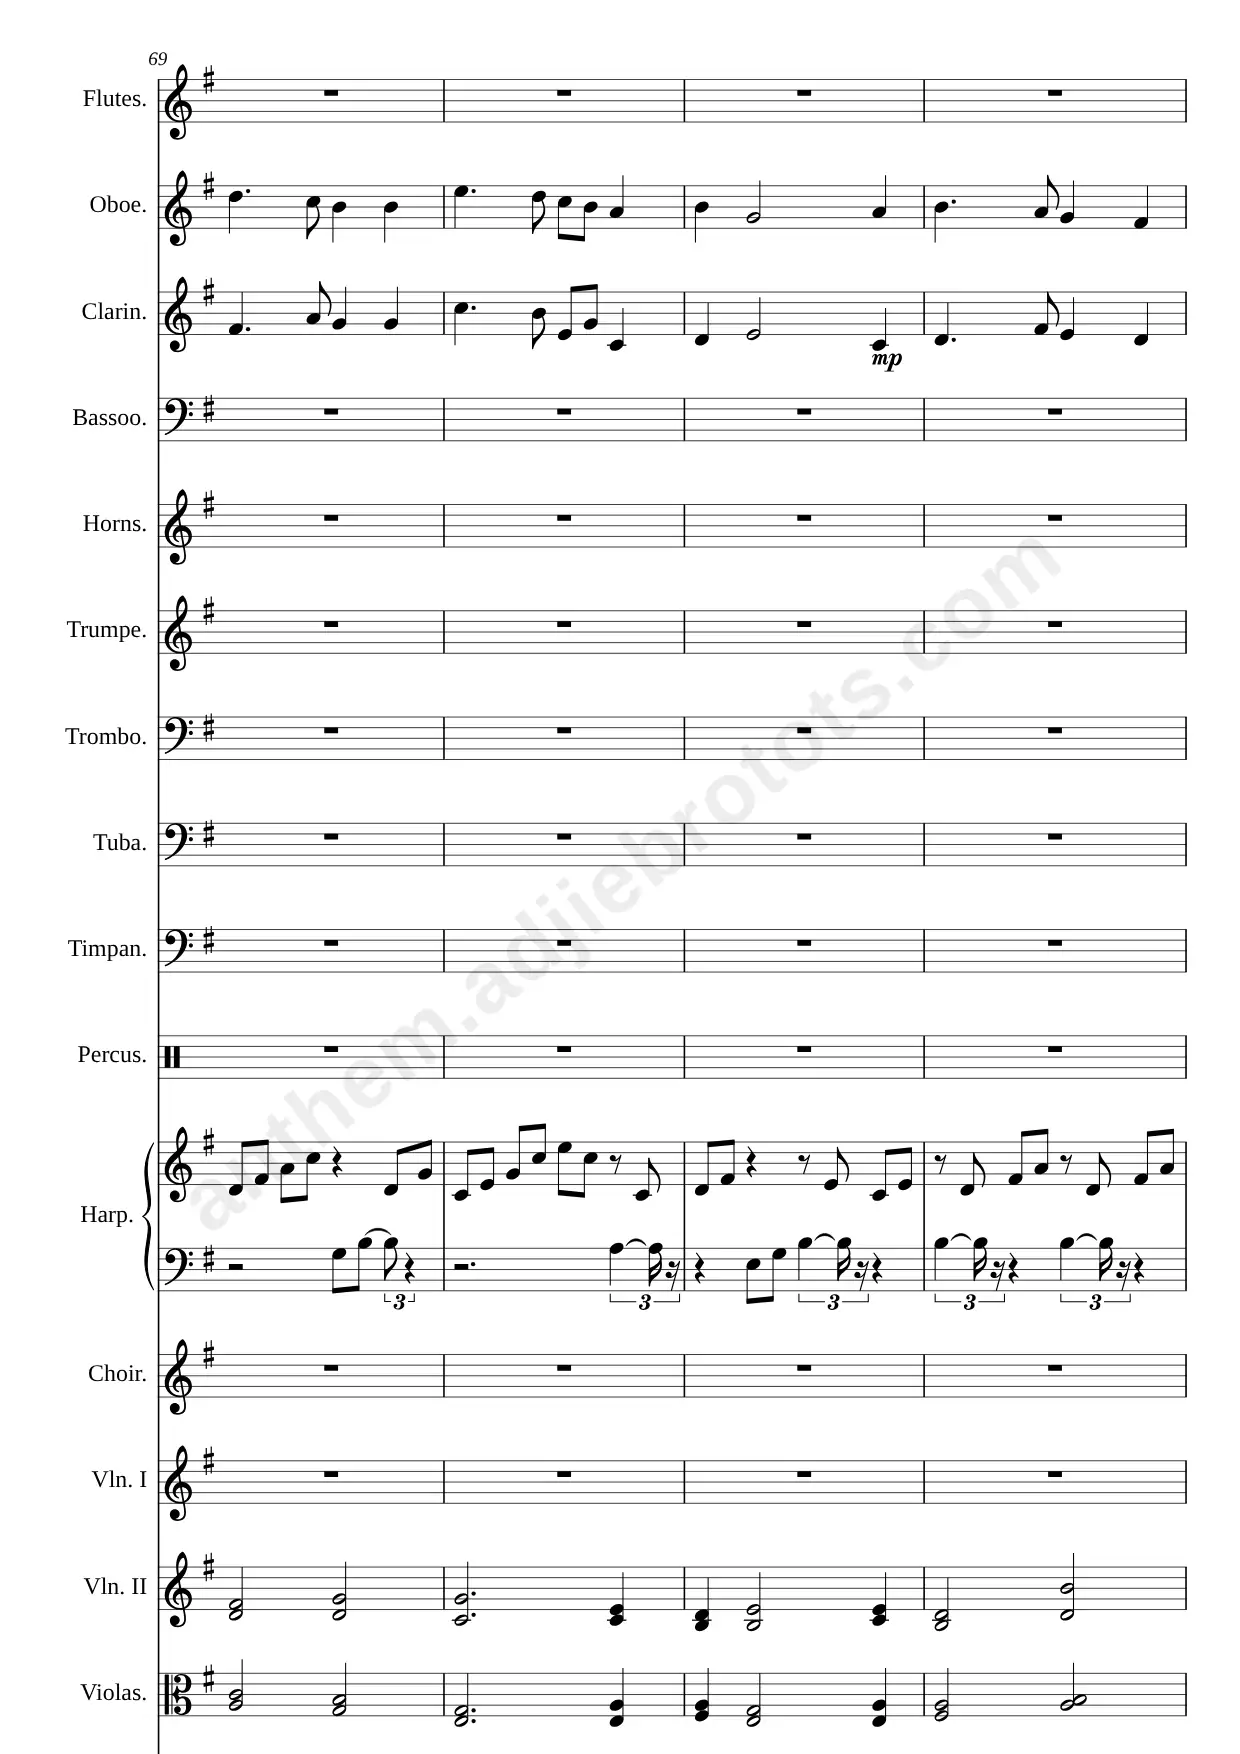 69
Flutes.
Oboe.
Clarin.
mp
Bassoo.
Horns.
Trumpe.
Trombo.
Tuba.
Timpan.
Percus.
Harp.
3
3
3
3
3
Choir.
Vln. I
Vln. II
Violas.
anthem.adjiebrotots.com